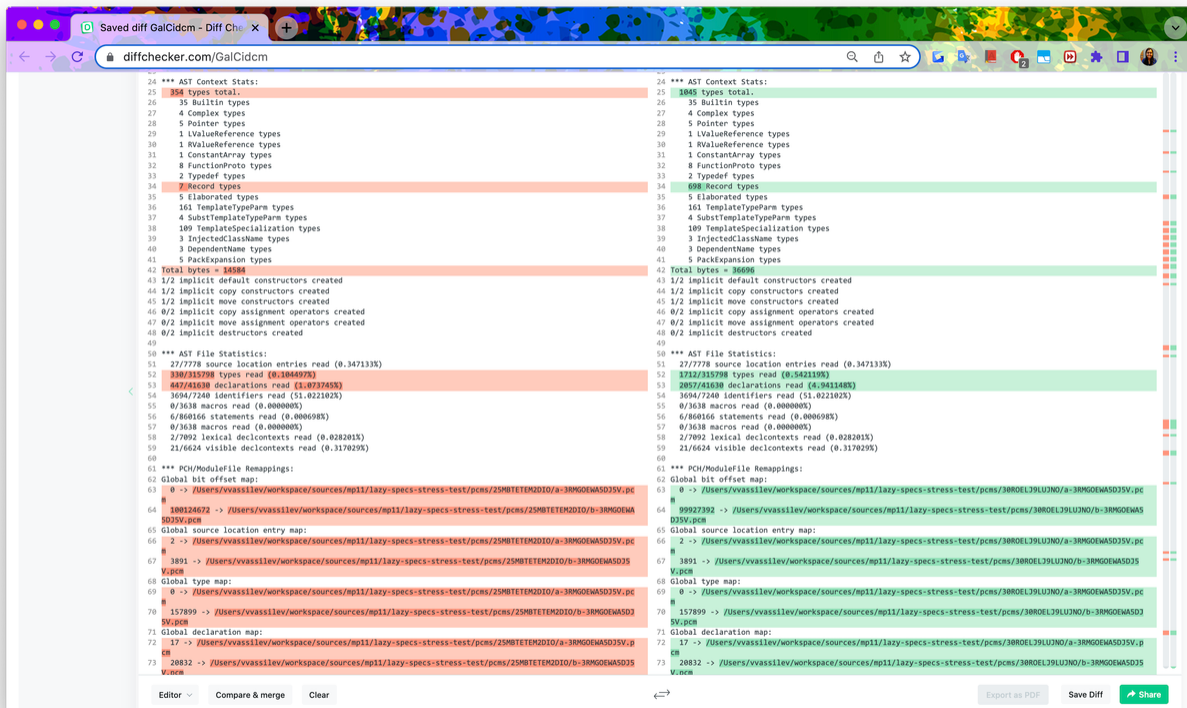 Saved diff GalCidcm - Diff Che
diffchecker.com/GalCidcm
2
24 *** AST Context Stats:
25 354 types total.
26 35 Builtin types
27 4 Complex types
28 5 Pointer types
29 1 LValueReference types
30 1 RValueReference types
31 1 ConstantArray types
32 8 FunctionProto types
33 2 Typedef types
34 7 Record types
35 5 Elaborated types
36 161 TemplateTypeParm types
37 4 SubstTemplateTypeParm types
38 109 TemplateSpecialization types
39 3 InjectedClassName types
40 3 DependentName types
41 5 PackExpansion types
42 Total bytes = 14584
43 1/2 implicit default constructors created
44 1/2 implicit copy constructors created
45 1/2 implicit move constructors created
46 0/2 implicit copy assignment operators created
47 0/2 implicit move assignment operators created
48 0/2 implicit destructors created
49
50 *** AST File Statistics:
51 27/7778 source location entries read (0.347133%)
52 330/315798 types read (0.104497%)
53 447/41630 declarations read (1.073745%)
54 3694/7240 identifiers read (51.022102%)
55 0/3638 macros read (0.000000%)
56 6/860166 statements read (0.000698%)
57 0/3638 macros read (0.000000%)
58 2/7092 lexical declcontexts read (0.028201%)
59 21/6624 visible declcontexts read (0.317029%)
60
61 *** PCH/ModuleFile Remappings:
62 Global bit offset map:
63 0 -> /Users/vvassilev/workspace/sources/mp11/lazy-specs-stress-test/pcms/25MBTETEM2DIO/a-3RMGOEWA5DJ5V.pc
m
64 100124672 -> /Users/vvassilev/workspace/sources/mp11/lazy-specs-stress-test/pcms/25MBTETEM2DIO/b-3RMGOEWA
5DJ5V.pcm
65 Global source location entry map:
66 2 -> /Users/vvassilev/workspace/sources/mp11/lazy-specs-stress-test/pcms/25MBTETEM2DIO/a-3RMGOEWA5DJ5V.pc
m
67 3891 -> /Users/vvassilev/workspace/sources/mp11/lazy-specs-stress-test/pcms/25MBTETEM2DIO/b-3RMGOEWA5DJ5
V.pcm
68 Global type map:
69 0 -> /Users/vvassilev/workspace/sources/mp11/lazy-specs-stress-test/pcms/25MBTETEM2DIO/a-3RMGOEWA5DJ5V.pc
m
70 157899 -> /Users/vvassilev/workspace/sources/mp11/lazy-specs-stress-test/pcms/25MBTETEM2DIO/b-3RMGOEWA5DJ
5V.pcm
71 Global declaration map:
72 17 -> /Users/vvassilev/workspace/sources/mp11/lazy-specs-stress-test/pcms/25MBTETEM2DIO/a-3RMGOEWA5DJ5V.p
cm
73 20832 -> /Users/vvassilev/workspace/sources/mp11/lazy-specs-stress-test/pcms/25MBTETEM2DIO/b-3RMGOEWA5DJ5
V.pcm
24 *** AST Context Stats:
25 1045 types total.
26 35 Builtin types
27 4 Complex types
28 5 Pointer types
29 1 LValueReference types
30 1 RValueReference types
31 1 ConstantArray types
32 8 FunctionProto types
33 2 Typedef types
34 698 Record types
35 5 Elaborated types
36 161 TemplateTypeParm types
37 4 SubstTemplateTypeParm types
38 109 TemplateSpecialization types
39 3 InjectedClassName types
40 3 DependentName types
41 5 PackExpansion types
42 Total bytes = 36696
43 1/2 implicit default constructors created
44 1/2 implicit copy constructors created
45 1/2 implicit move constructors created
46 0/2 implicit copy assignment operators created
47 0/2 implicit move assignment operators created
48 0/2 implicit destructors created
49
50 *** AST File Statistics:
51 27/7778 source location entries read (0.347133%)
52 1712/315798 types read (0.542119%)
53 2057/41630 declarations read (4.941148%)
54 3694/7240 identifiers read (51.022102%)
55 0/3638 macros read (0.000000%)
56 6/860166 statements read (0.000698%)
57 0/3638 macros read (0.000000%)
58 2/7092 lexical declcontexts read (0.028201%)
59 21/6624 visible declcontexts read (0.317029%)
60
61 *** PCH/ModuleFile Remappings:
62 Global bit offset map:
63 0 -> /Users/vvassilev/workspace/sources/mp11/lazy-specs-stress-test/pcms/30ROELJ9LUJNO/a-3RMGOEWA5DJ5V.pc
m
64 99927392 -> /Users/vvassilev/workspace/sources/mp11/lazy-specs-stress-test/pcms/30ROELJ9LUJNO/b-3RMGOEWA5
DJ5V.pcm
65 Global source location entry map:
66 2 -> /Users/vvassilev/workspace/sources/mp11/lazy-specs-stress-test/pcms/30ROELJ9LUJNO/a-3RMGOEWA5DJ5V.pc
m
67 3891 -> /Users/vvassilev/workspace/sources/mp11/lazy-specs-stress-test/pcms/30ROELJ9LUJNO/b-3RMGOEWA5DJ5
V.pcm
68 Global type map:
69 0 -> /Users/vvassilev/workspace/sources/mp11/lazy-specs-stress-test/pcms/30ROELJ9LUJNO/a-3RMGOEWA5DJ5V.pc
m
70 157899 -> /Users/vvassilev/workspace/sources/mp11/lazy-specs-stress-test/pcms/30ROELJ9LUJNO/b-3RMGOEWA5DJ
5V.pcm
71 Global declaration map:
72 17 -> /Users/vvassilev/workspace/sources/mp11/lazy-specs-stress-test/pcms/30ROELJ9LUJNO/a-3RMGOEWA5DJ5V.p
cm
73 20832 -> /Users/vvassilev/workspace/sources/mp11/lazy-specs-stress-test/pcms/30ROELJ9LUJNO/b-3RMGOEWA5DJ5
V.pcm
Editor
Compare & merge
Clear
Export as PDF
Save Diff
Share